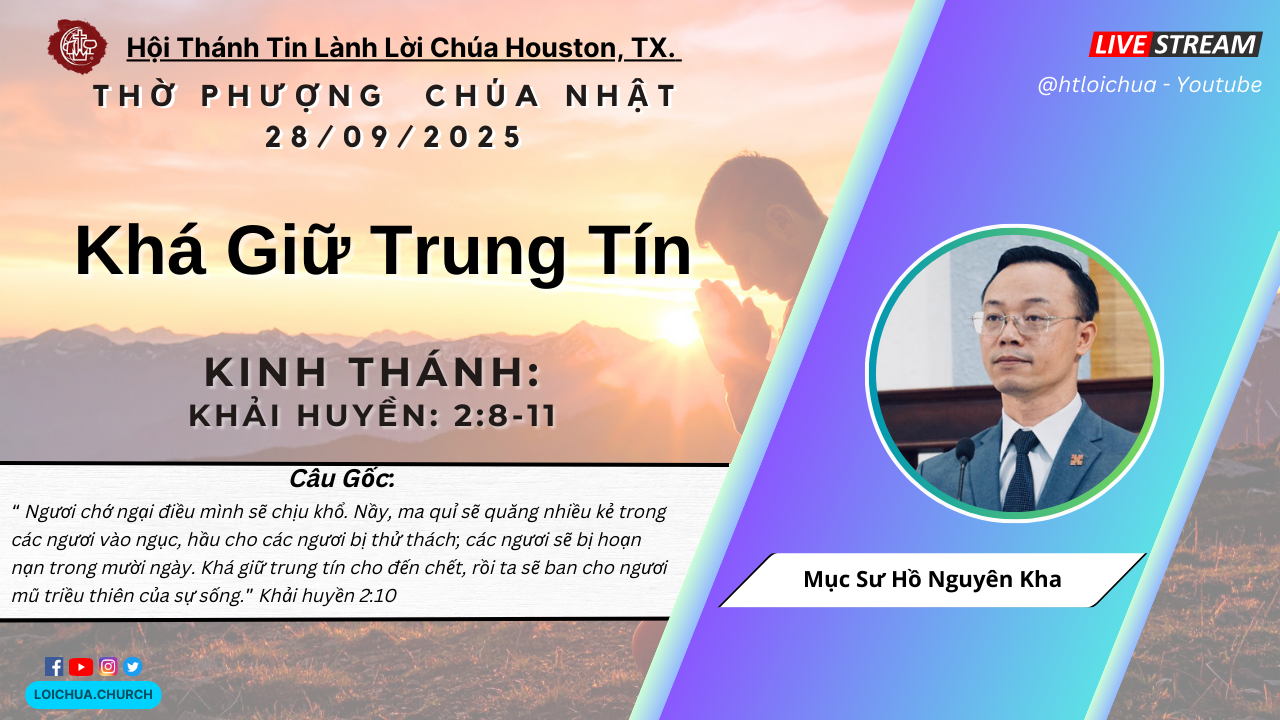 Hội Thánh Tin Lành Lời Chúa Houston, TX.
THỜ PHƯỢNG CHÚA NHẬT
28/09/2025
Khá Giữ Trung Tín
KINH THÁNH:
KHẢI HUYỀN: 2:8-11
Câu Gốc:
" Ngươi chớ ngại điều mình sẽ chịu khổ. Nầy, ma quỉ sẽ quăng nhiều kẻ trong
các ngươi vào ngục, hầu cho các ngươi bị thử thách; các ngươi sẽ bị hoạn
nạn trong mười ngày. Khá giữ trung tín cho đến chết, rồi ta sẽ ban cho ngươi
mũ triều thiên của sự sống." Khải huyền 2:10
LOICHUA.CHURCH
LIVE STREAM
@htloichua - Youtube
Mục Sư Hồ Nguyên Kha